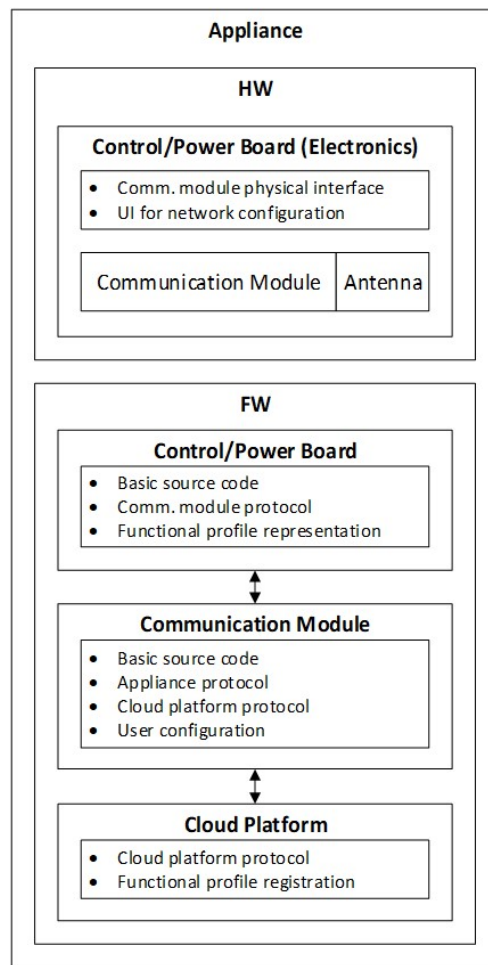 Appliance
HW
Control/Power Board (Electronics)
• Comm. module physical interface
• UI for network configuration
Communication Module Antenna
FW
Control/Power Board
• Basic source code
• Comm. module protocol
• Functional profile representation
Communication Module
• Basic source code
• Appliance protocol
• Cloud platform protocol
• User configuration
Cloud Platform
• Cloud platform protocol
• Functional profile registration